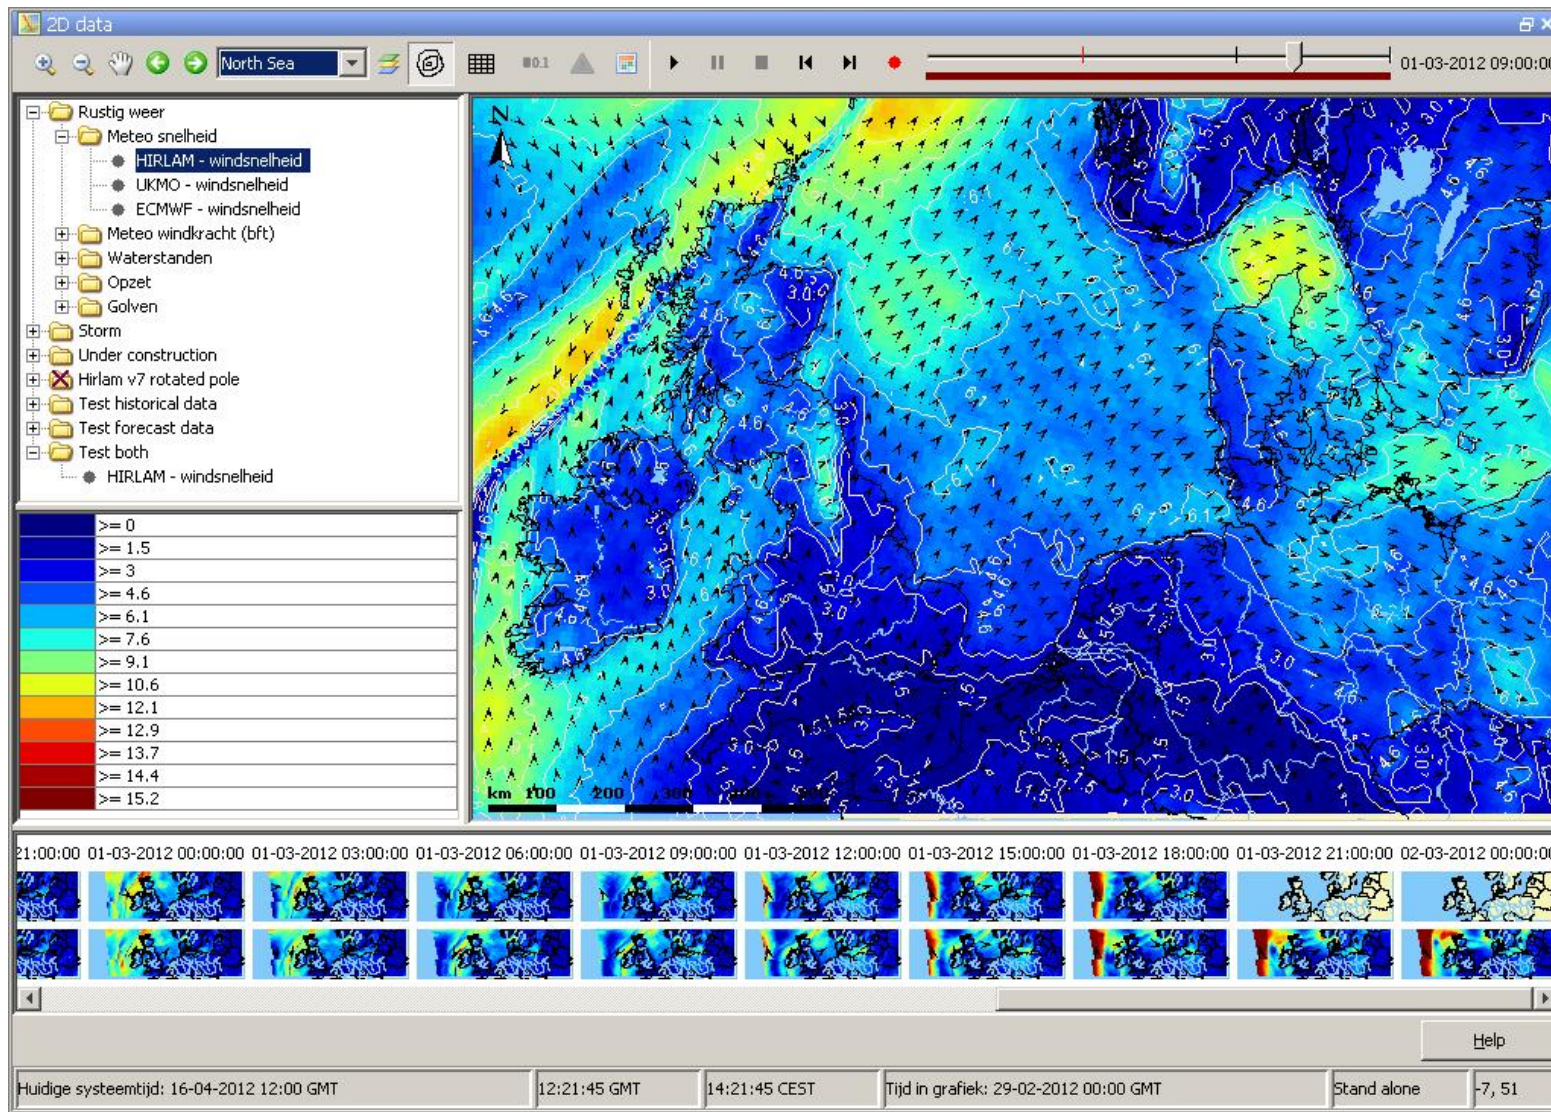 2D data
North Sea
0.1
01-03-2012 09:00:00
Rustig weer
Meteo snelheid
HIRLAM - windsnelheid
UKMO - windsnelheid
ECMWF - windsnelheid
Meteo windkracht (bft)
Waterstanden
Opzet
Golven
Storm
Under construction
Hirlam v7 rotated pole
Test historical data
Test forecast data
Test both
HIRLAM - windsnelheid
>= 0
>= 1.5
>= 3
>= 4.6
>= 6.1
>= 7.6
>= 9.1
>= 10.6
>= 12.1
>= 12.9
>= 13.7
>= 14.4
>= 15.2
N
km 100 200 300
21:00:00 01-03-2012 00:00:00 01-03-2012 03:00:00 01-03-2012 06:00:00 01-03-2012 09:00:00 01-03-2012 12:00:00 01-03-2012 15:00:00 01-03-2012 18:00:00 01-03-2012 21:00:00 02-03-2012 00:00:00
Help
Huidige systeemtijd: 16-04-2012 12:00 GMT
12:21:45 GMT
14:21:45 CEST
Tijd in grafiek: 29-02-2012 00:00 GMT
Stand alone
-7, 51